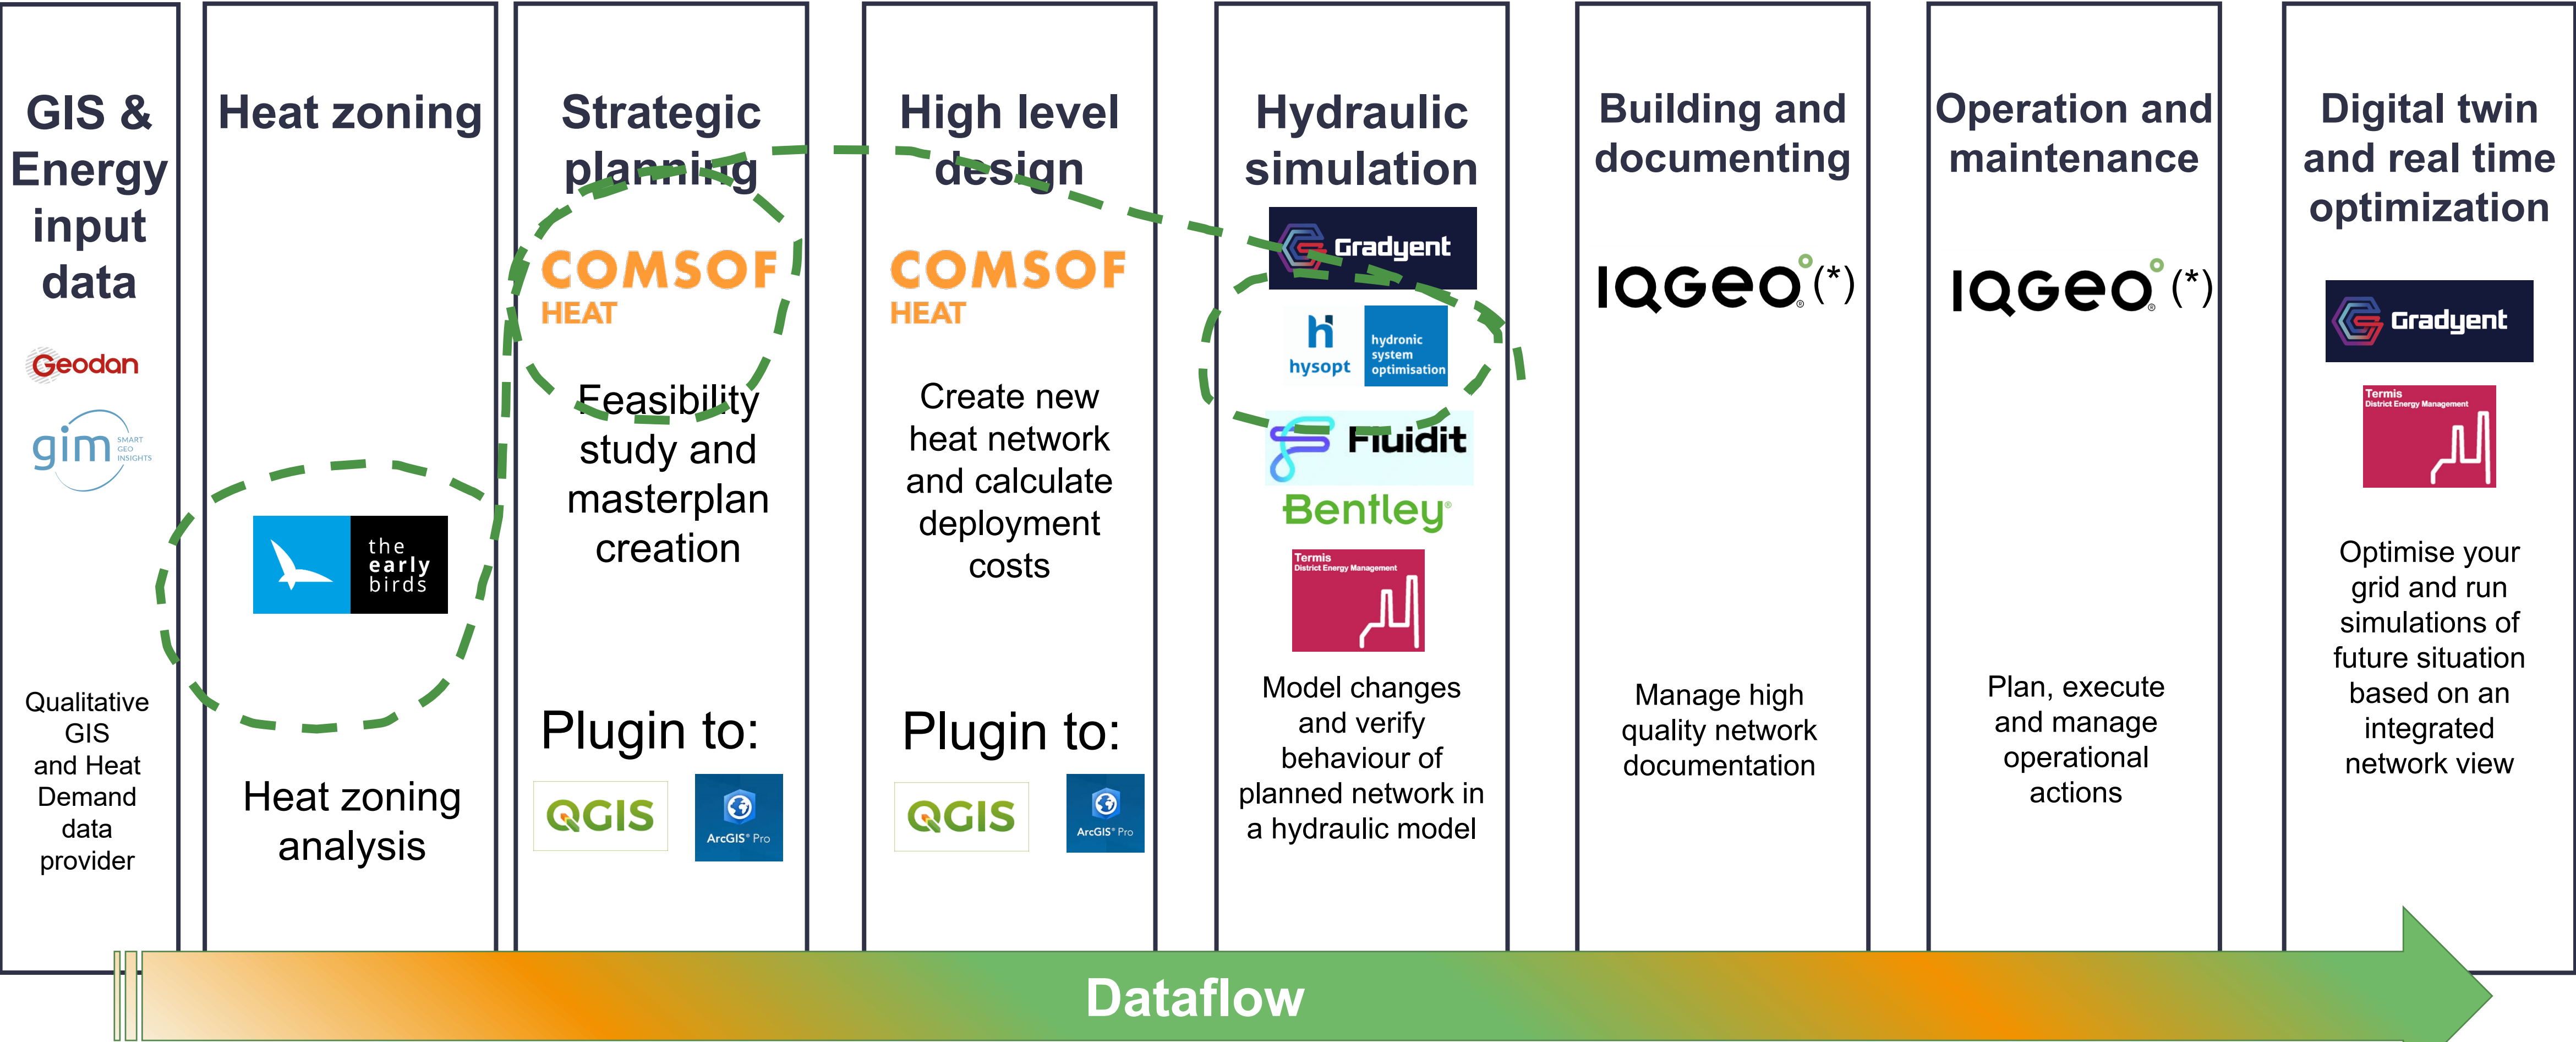 GIS &
Energy
input
data
Geodan
gim
SMART
GEO
INSIGHTS
Qualitative
GIS
and Heat
Demand
data
provider
Heat zoning
the
early
birds
Heat zoning
analysis
Strategic
planning
COMSOF
HEAT
Feasibility
study and
masterplan
creation
Plugin to:
QGIS
ArcGIS® Pro
High level
design
COMSOF
HEAT
Create new
heat network
and calculate
deployment
costs
Plugin to:
QGIS
ArcGIS® Pro
Hydraulic
simulation
Gradyent
hysopt
hydronic
system
optimisation
Fluidit
Bentley®
Termis
District Energy Management
Model changes
and verify
behaviour of
planned network in
a hydraulic model
Building and
documenting
IQGeo® (*)
Manage high
quality network
documentation
Operation and
maintenance
IQGeo® (*)
Plan, execute
and manage
operational
actions
Digital twin
and real time
optimization
Gradyent
Termis
District Energy Management
Optimise your
grid and run
simulations of
future situation
based on an
integrated
network view
Dataflow